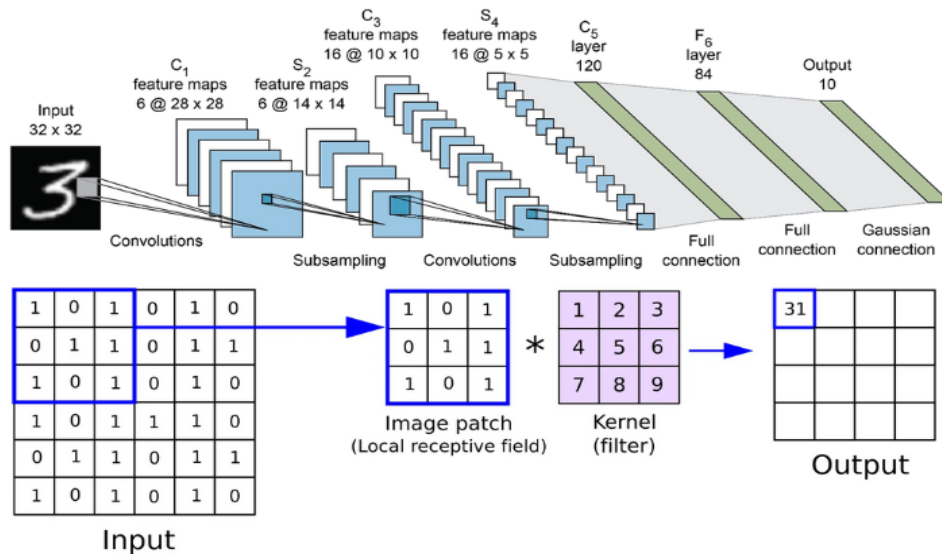 Input
32 x 32
C1
feature maps
6 @ 28 x 28
S2
feature maps
6 @ 14 x 14
C3
feature maps
16 @ 10 x 10
S4
feature maps
16 @ 5 x 5
C5
layer
120
F6
layer
84
Output
10
3
Convolutions
Subsampling
Convolutions
Subsampling
Full
connection
Full
connection
Gaussian
connection
1 0 1 0 1 0
0 1 1 0 1 1
1 0 1 0 1 0
1 0 1 1 1 0
0 1 1 0 1 1
1 0 1 0 1 0
Input
1 0 1
0 1 1
1 0 1
Image patch
(Local receptive field)
*
1 2 3
4 5 6
7 8 9
Kernel
(filter)
31
Output